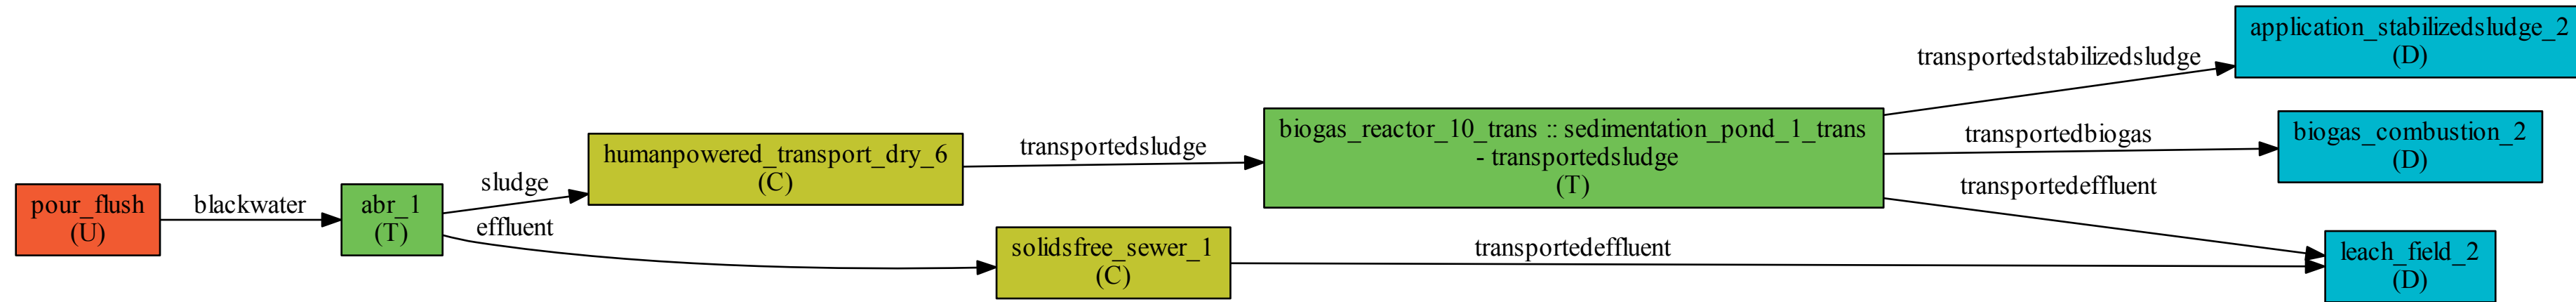 pour_flush
(U)
blackwater
abr_1
(T)
sludge
effluent
humanpowered_transport_dry_6
(C)
solidsfree_sewer_1
(C)
transportedsludge
transportedeffluent
biogas_reactor_10_trans :: sedimentation_pond_1_trans
- transportedsludge
(T)
transportedstabilizedsludge
transportedbiogas
transportedeffluent
application_stabilizedsludge_2
(D)
biogas_combustion_2
(D)
leach_field_2
(D)